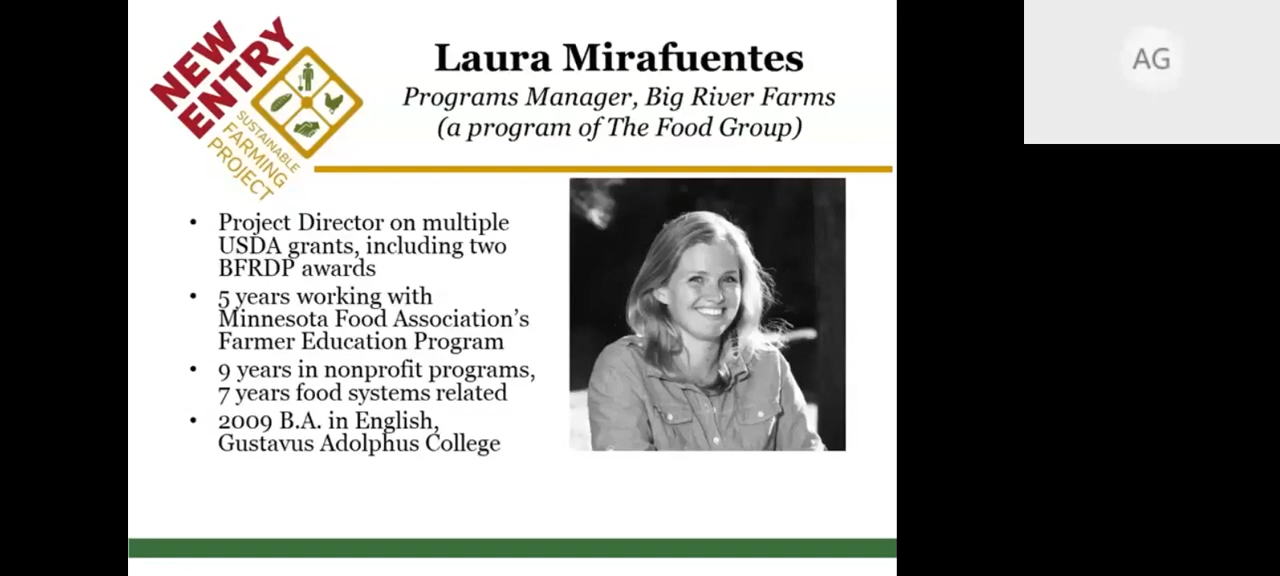 NEW
ENTRY
SUSTAINABLE
FARMING
PROJECT
Laura Mirafuentes
Programs Manager, Big River Farms
(a program of The Food Group)
• Project Director on multiple
USDA grants, including two
BFRDP awards
• 5 years working with
Minnesota Food Association’s
Farmer Education Program
• 9 years in nonprofit programs,
7 years food systems related
• 2009 B.A. in English,
Gustavus Adolphus College
AG